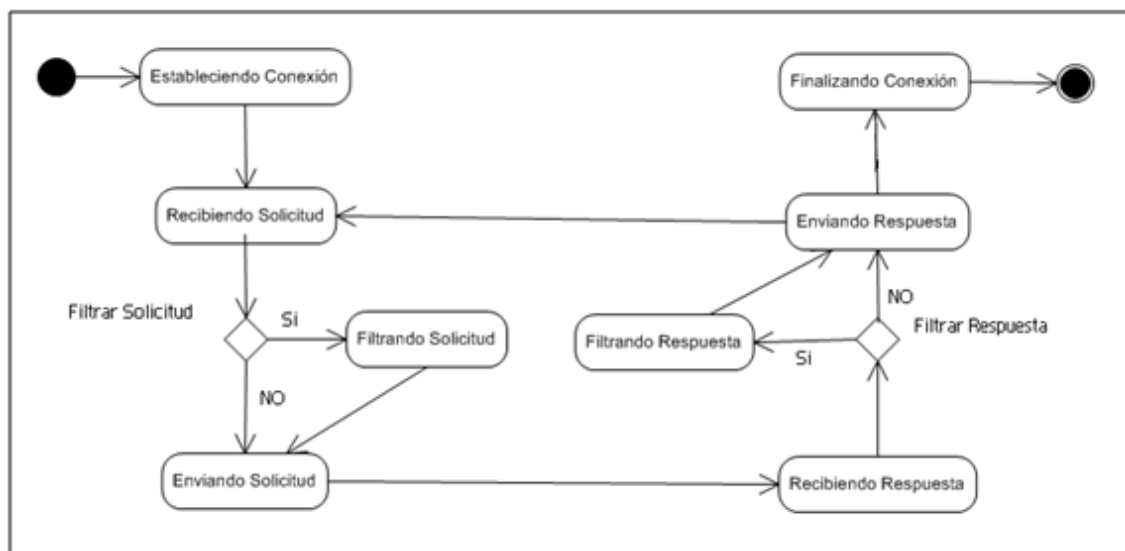 Estableciendo Conexión
Finalizando Conexión
Recibiendo Solicitud
Enviando Respuesta
Filtrar Solicitud
Si
Filtrando Solicitud
NO
Filtrando Respuesta
Si
NO
Filtrar Respuesta
Enviando Solicitud
Recibiendo Respuesta